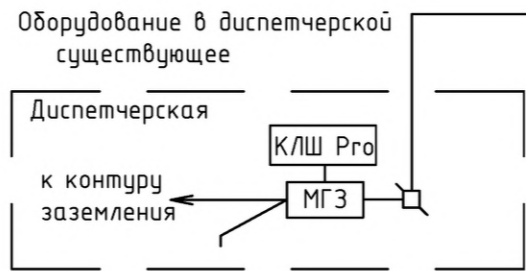 Оборудование в диспетчерской
существующее
Диспетчерская
КЛШ Pro
к контуру
заземления
МГЗ